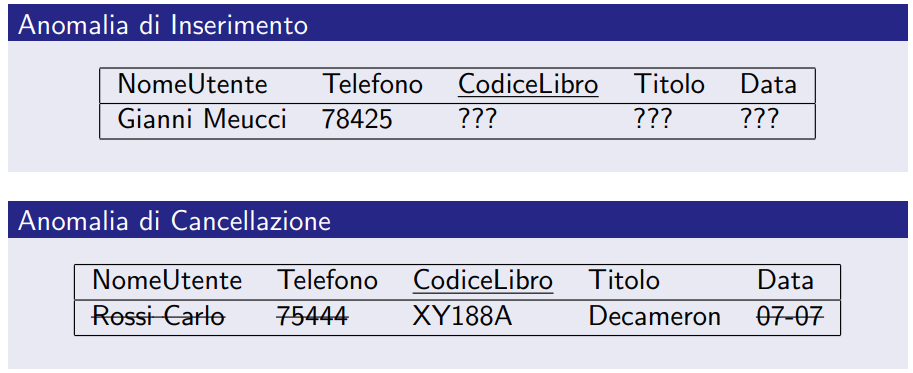 Anomalia di Inserimento
NomeUtente Telefono CodiceLibro Titolo Data
Gianni Meucci 78425 ??? ??? ???
Anomalia di Cancellazione
NomeUtente Telefono CodiceLibro Titolo Data
Rossi Carlo 75444 XY188A Decameron 07-07